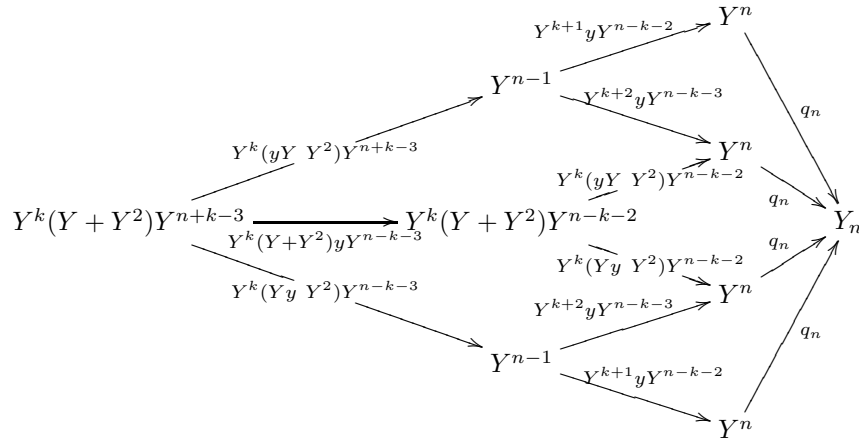 Y^n
Y^{k+1}yY^{n-k-2}
Y^{n-1}
Y^{k+2}yY^{n-k-3}
q_n
Y^k(yY Y^2)Y^{n+k-3}
Y^n
Y^k(yY Y^2)Y^{n-k-2}
q_n
Y^k(Y + Y^2)Y^{n+k-3} Y^k(Y + Y^2)Y^{n-k-2} Y_n
Y^k(Y+Y^2)yY^{n-k-3}
q_n
Y^k(Yy Y^2)Y^{n-k-2}
Y^k(Yy Y^2)Y^{n-k-3}
Y^n
Y^{k+2}yY^{n-k-3}
q_n
Y^{n-1}
Y^{k+1}yY^{n-k-2}
Y^n